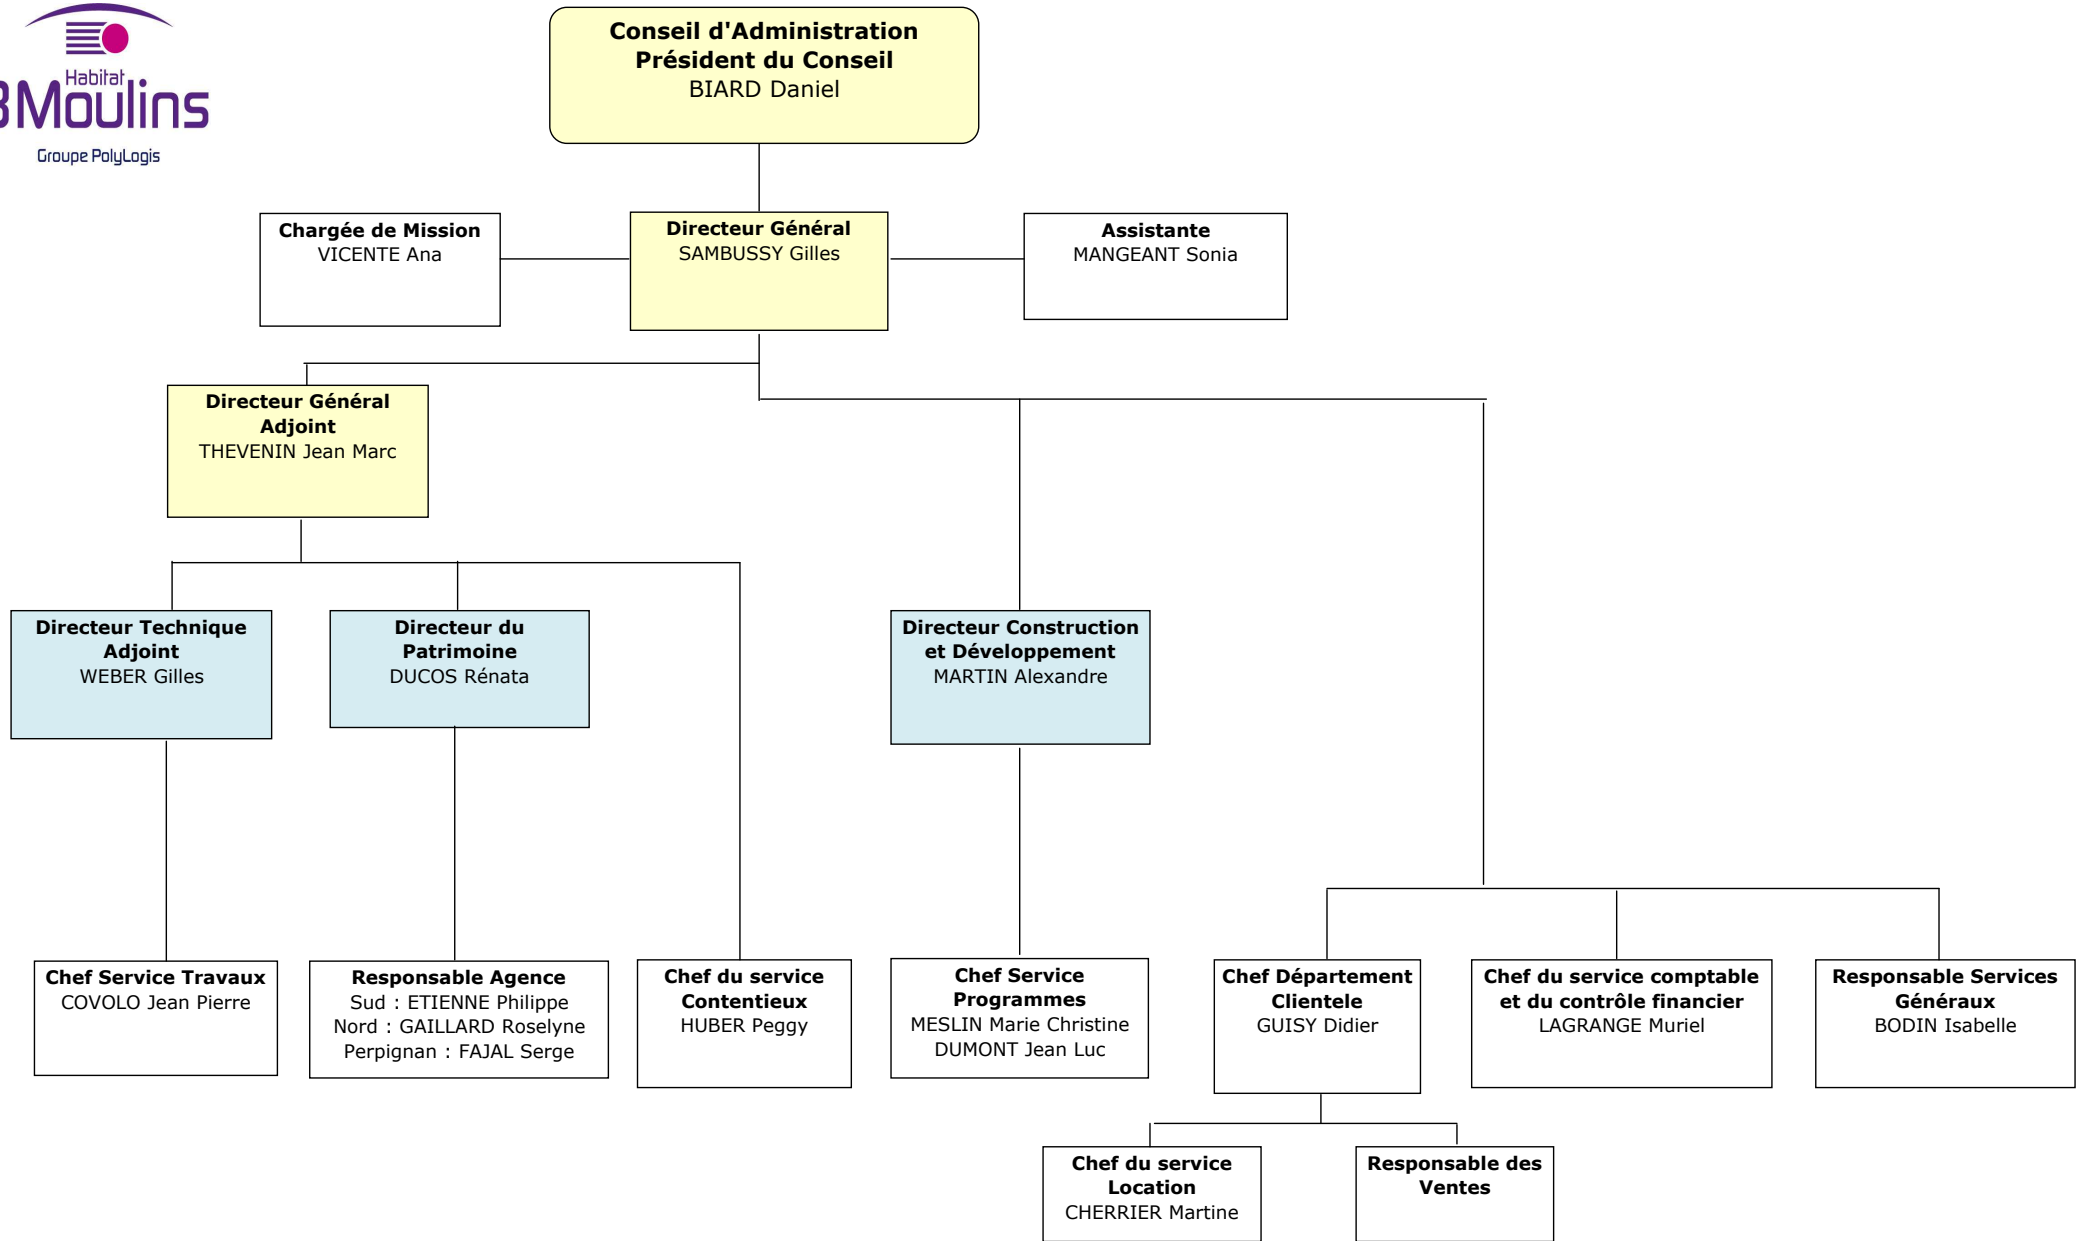 Habitat
3Moulins
Groupe PolyLogis
Conseil d'Administration
Président du Conseil
BIARD Daniel
Chargée de Mission
VICENTE Ana
Directeur Général
SAMBUSSY Gilles
Assistante
MANGEANT Sonia
Directeur Général
Adjoint
THEVENIN Jean Marc
Directeur Technique
Adjoint
WEBER Gilles
Directeur du
Patrimoine
DUCOS Rénata
Directeur Construction
et Développement
MARTIN Alexandre
Chef Service Travaux
COVOLO Jean Pierre
Responsable Agence
Sud : ETIENNE Philippe
Nord : GAILLARD Roselyne
Perpignan : FAJAL Serge
Chef du service
Contentieux
HUBER Peggy
Chef Service
Programmes
MESLIN Marie Christine
DUMONT Jean Luc
Chef Département
Clientele
GUISY Didier
Chef du service comptable
et du contrôle financier
LAGRANGE Muriel
Responsable Services
Généraux
BODIN Isabelle
Chef du service
Location
CHERRIER Martine
Responsable des
Ventes